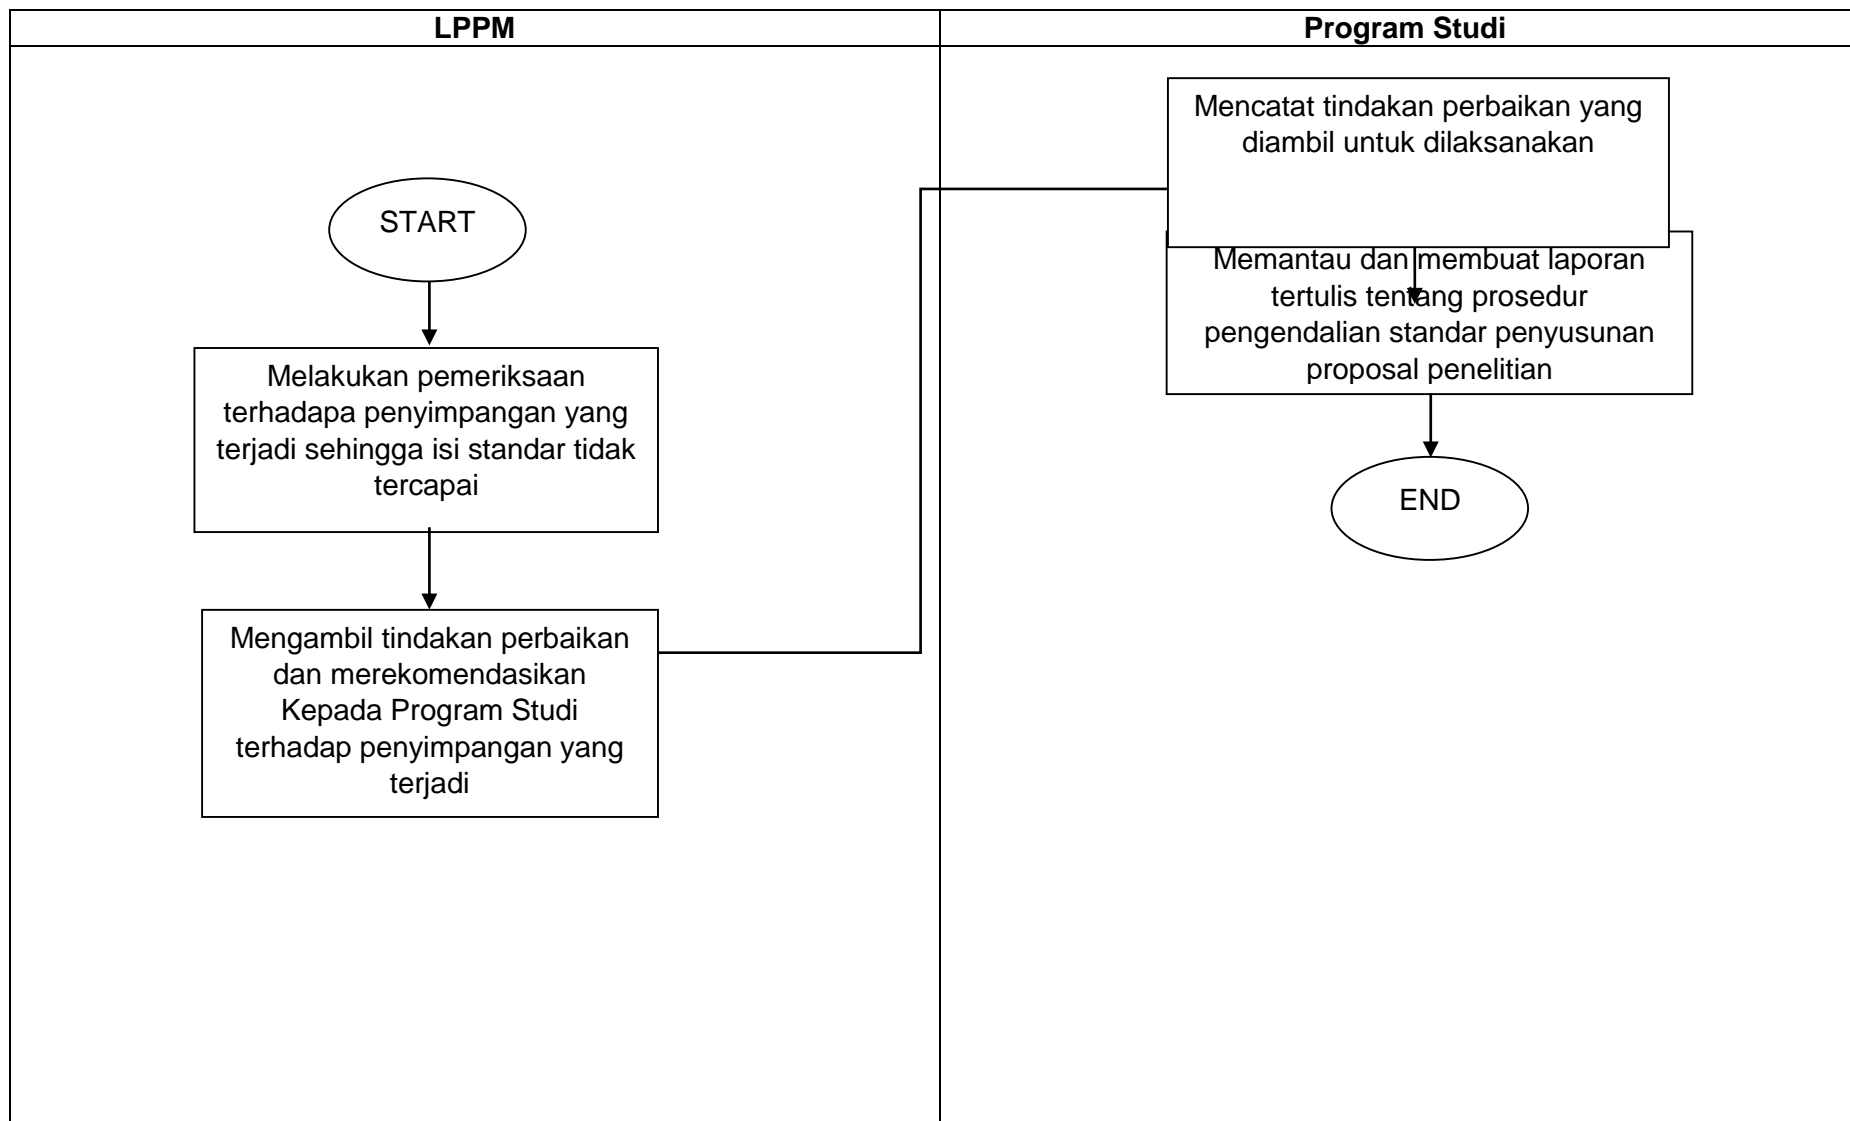 LPPM
Program Studi
START
Melakukan pemeriksaan
terhadapa penyimpangan yang
terjadi sehingga isi standar tidak
tercapai
Mengambil tindakan perbaikan
dan merekomendasikan
Kepada Program Studi
terhadap penyimpangan yang
terjadi
Mencatat tindakan perbaikan yang
diambil untuk dilaksanakan
Memantau dan membuat laporan
tertulis tentang prosedur
pengendalian standar penyusunan
proposal penelitian
END